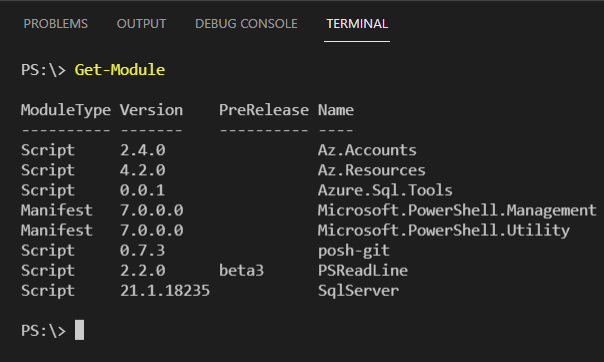 PROBLEMS OUTPUT DEBUG CONSOLE TERMINAL
PS:\> Get-Module
ModuleType Version    PreRelease Name
---------- -------    ---------- ----
Script     2.4.0                 Az.Accounts
Script     4.2.0                 Az.Resources
Script     0.0.1                 Azure.Sql.Tools
Manifest   7.0.0.0               Microsoft.PowerShell.Management
Manifest   7.0.0.0               Microsoft.PowerShell.Utility
Script     0.7.3                 posh-git
Script     2.2.0      beta3      PSReadLine
Script     21.1.18235            SqlServer
PS:\>